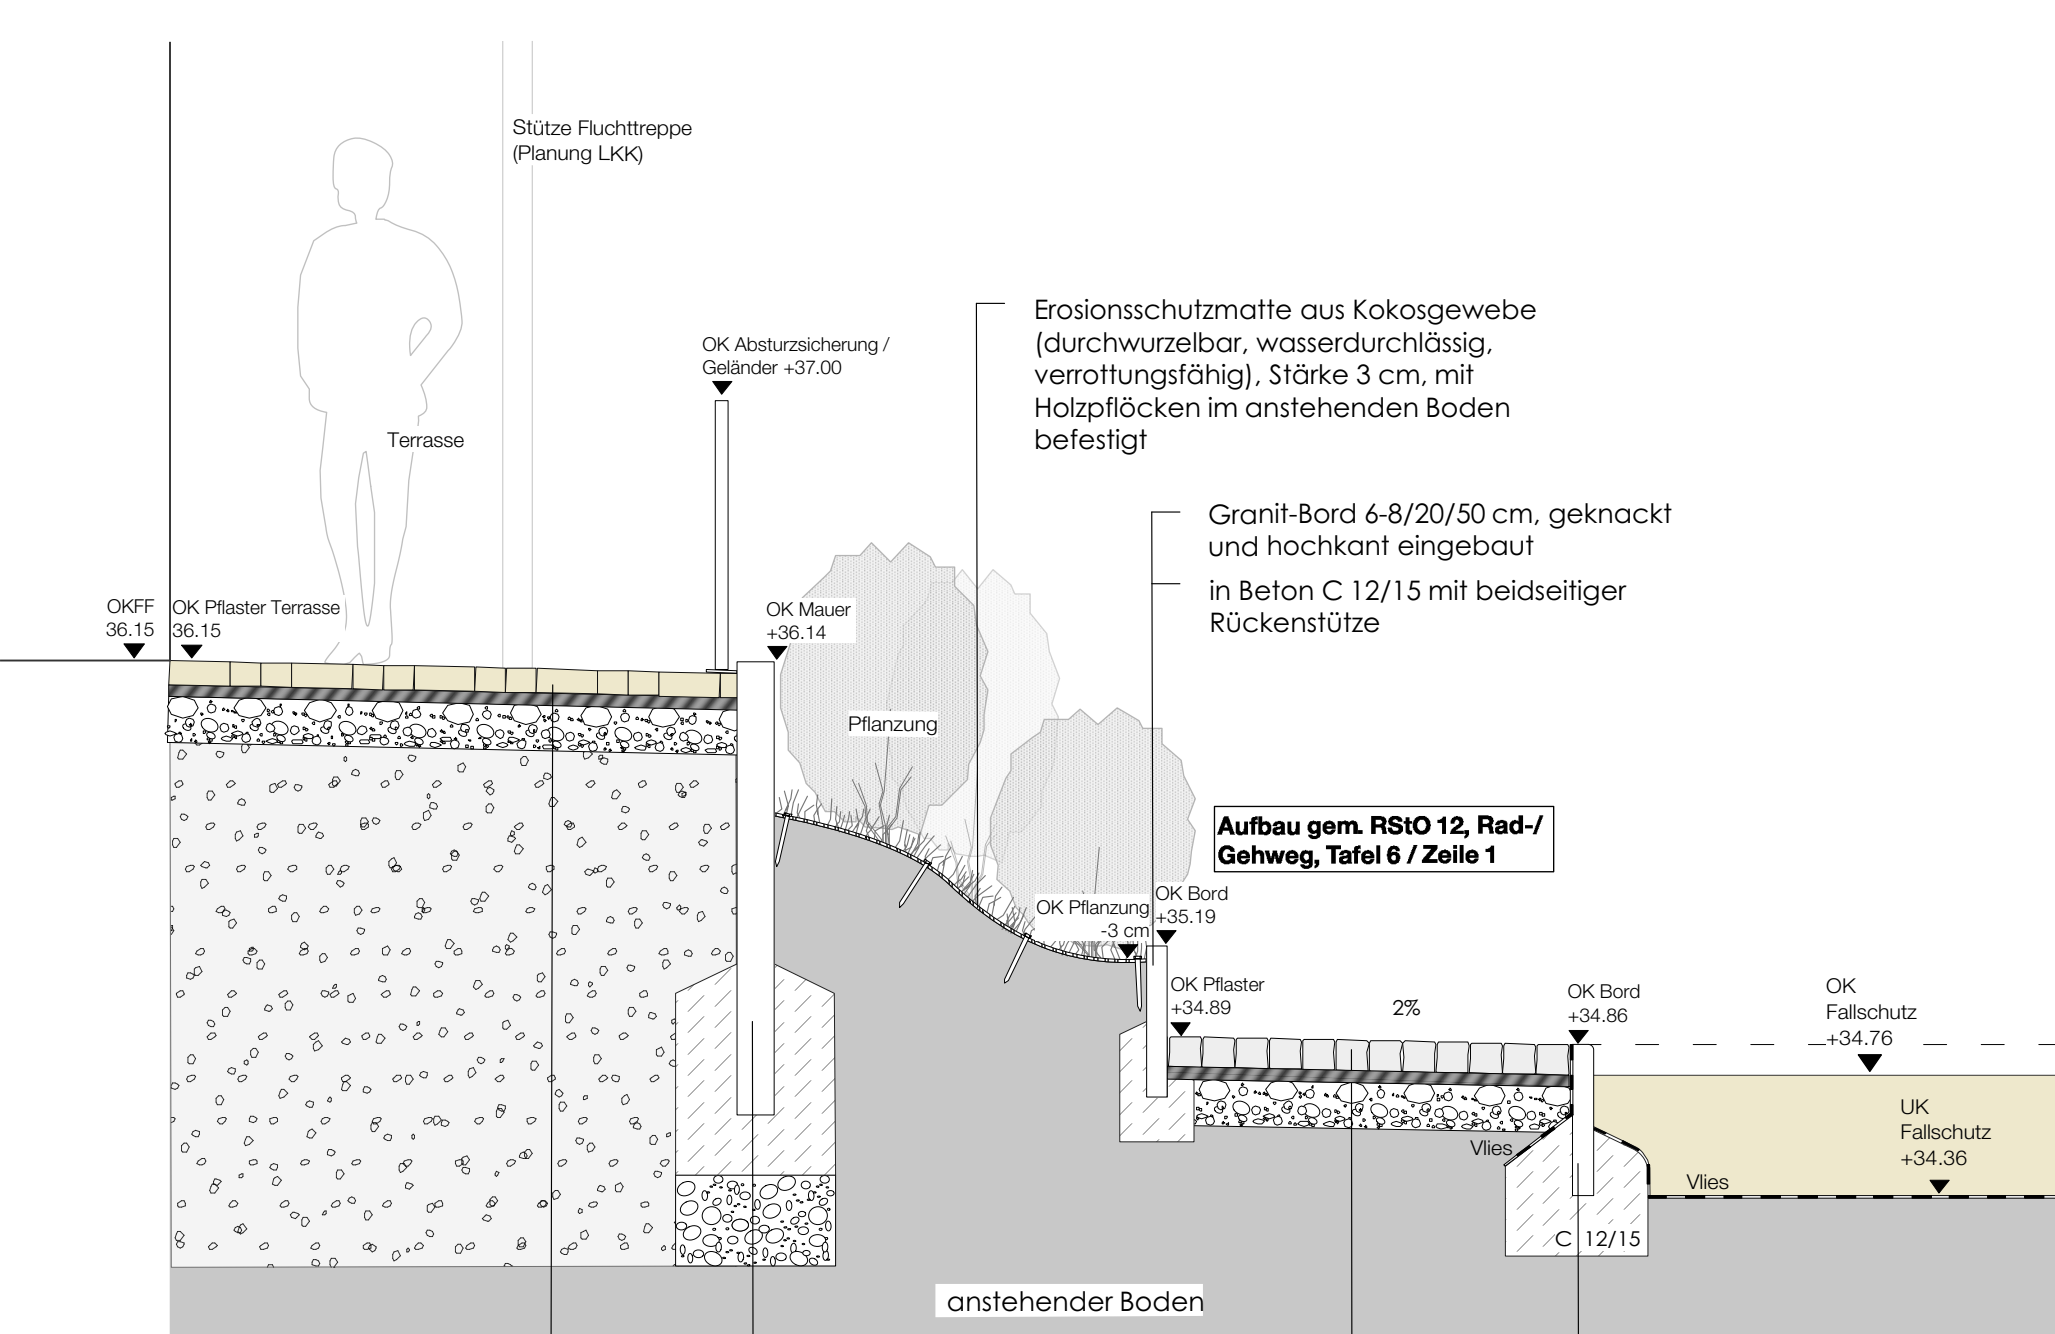 Stütze Fluchttreppe
(Planung LKK)
OK Absturzsicherung /
Geländer +37.00
Erosionsschutzmatte aus Kokosgewebe
(durchwurzelbar, wasserdurchlässig,
verrottungsfähig), Stärke 3 cm, mit
Holzpflöcken im anstehenden Boden
befestigt
Terrasse
Granit-Bord 6-8/20/50 cm, geknackt
und hochkant eingebaut
in Beton C 12/15 mit beidseitiger
Rückenstütze
OKFF
36.15
OK Pflaster Terrasse
36.15
OK Mauer
+36.14
Pflanzung
Aufbau gem. RStO 12, Rad-/
Gehweg, Tafel 6 / Zeile 1
OK Pflanzung
-3 cm
OK Bord
+35.19
OK Pflaster
+34.89
2%
OK Bord
+34.86
OK
Fallschutz
+34.76
UK
Fallschutz
+34.36
Vlies
Vlies
C 12/15
anstehender Boden